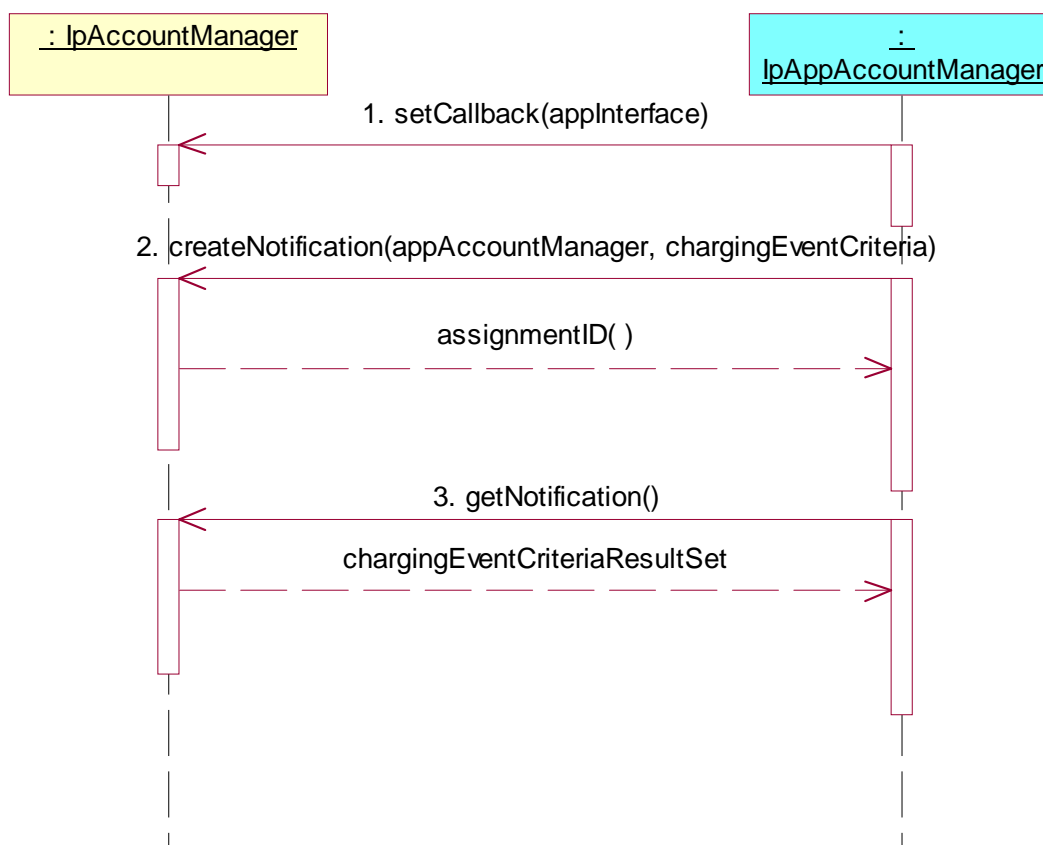 : IpAccountManager
:
IpAppAccountManager
1. setCallback(appInterface)
2. createNotification(appAccountManager, chargingEventCriteria)
assignmentID( )
3. getNotification()
chargingEventCriteriaResultSet